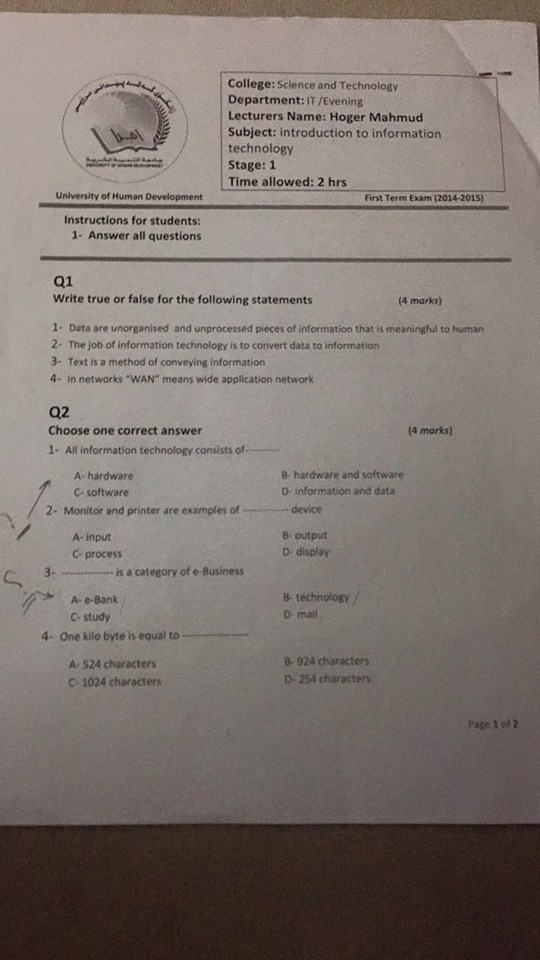 College: Science and Technology
Department: IT /Evening
Lecturers Name: Hoger Mahmud
Subject: introduction to information
technology
Stage: 1
Time allowed: 2 hrs
UNIVERSITY OF HUMAN DEVELOPMENT
University of Human Development
First Term Exam (2014-2015)
Instructions for students:
1- Answer all questions
Q1
Write true or false for the following statements (4 marks)
1- Data are unorganised and unprocessed pieces of information that is meaningful to human
2- The job of information technology is to convert data to information
3- Text is a method of conveying information
4- In networks "WAN" means wide application network
Q2
Choose one correct answer (4 marks)
1- All information technology consists of----------
A- hardware B- hardware and software
C- software D- information and data
2- Monitor and printer are examples of ------------- device
A- input B- output
C- process D- display
3- -------------- is a category of e-Business
A- e-Bank B- technology
C- study D- mail
4- One kilo byte is equal to ------------------
A- 524 characters B- 924 characters
C- 1024 characters D- 254 characters
Page 1 of 2